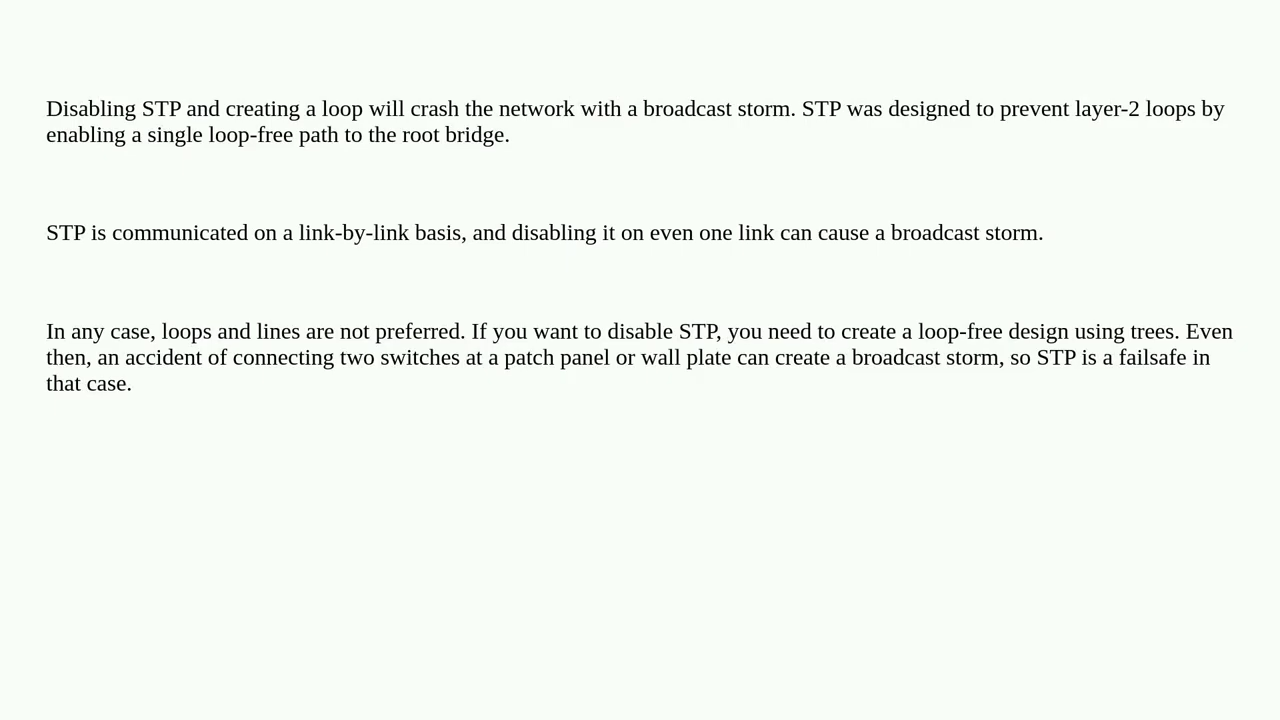 Disabling STP and creating a loop will crash the network with a broadcast storm. STP was designed to prevent layer-2 loops by
enabling a single loop-free path to the root bridge.
STP is communicated on a link-by-link basis, and disabling it on even one link can cause a broadcast storm.
In any case, loops and lines are not preferred. If you want to disable STP, you need to create a loop-free design using trees. Even
then, an accident of connecting two switches at a patch panel or wall plate can create a broadcast storm, so STP is a failsafe in
that case.